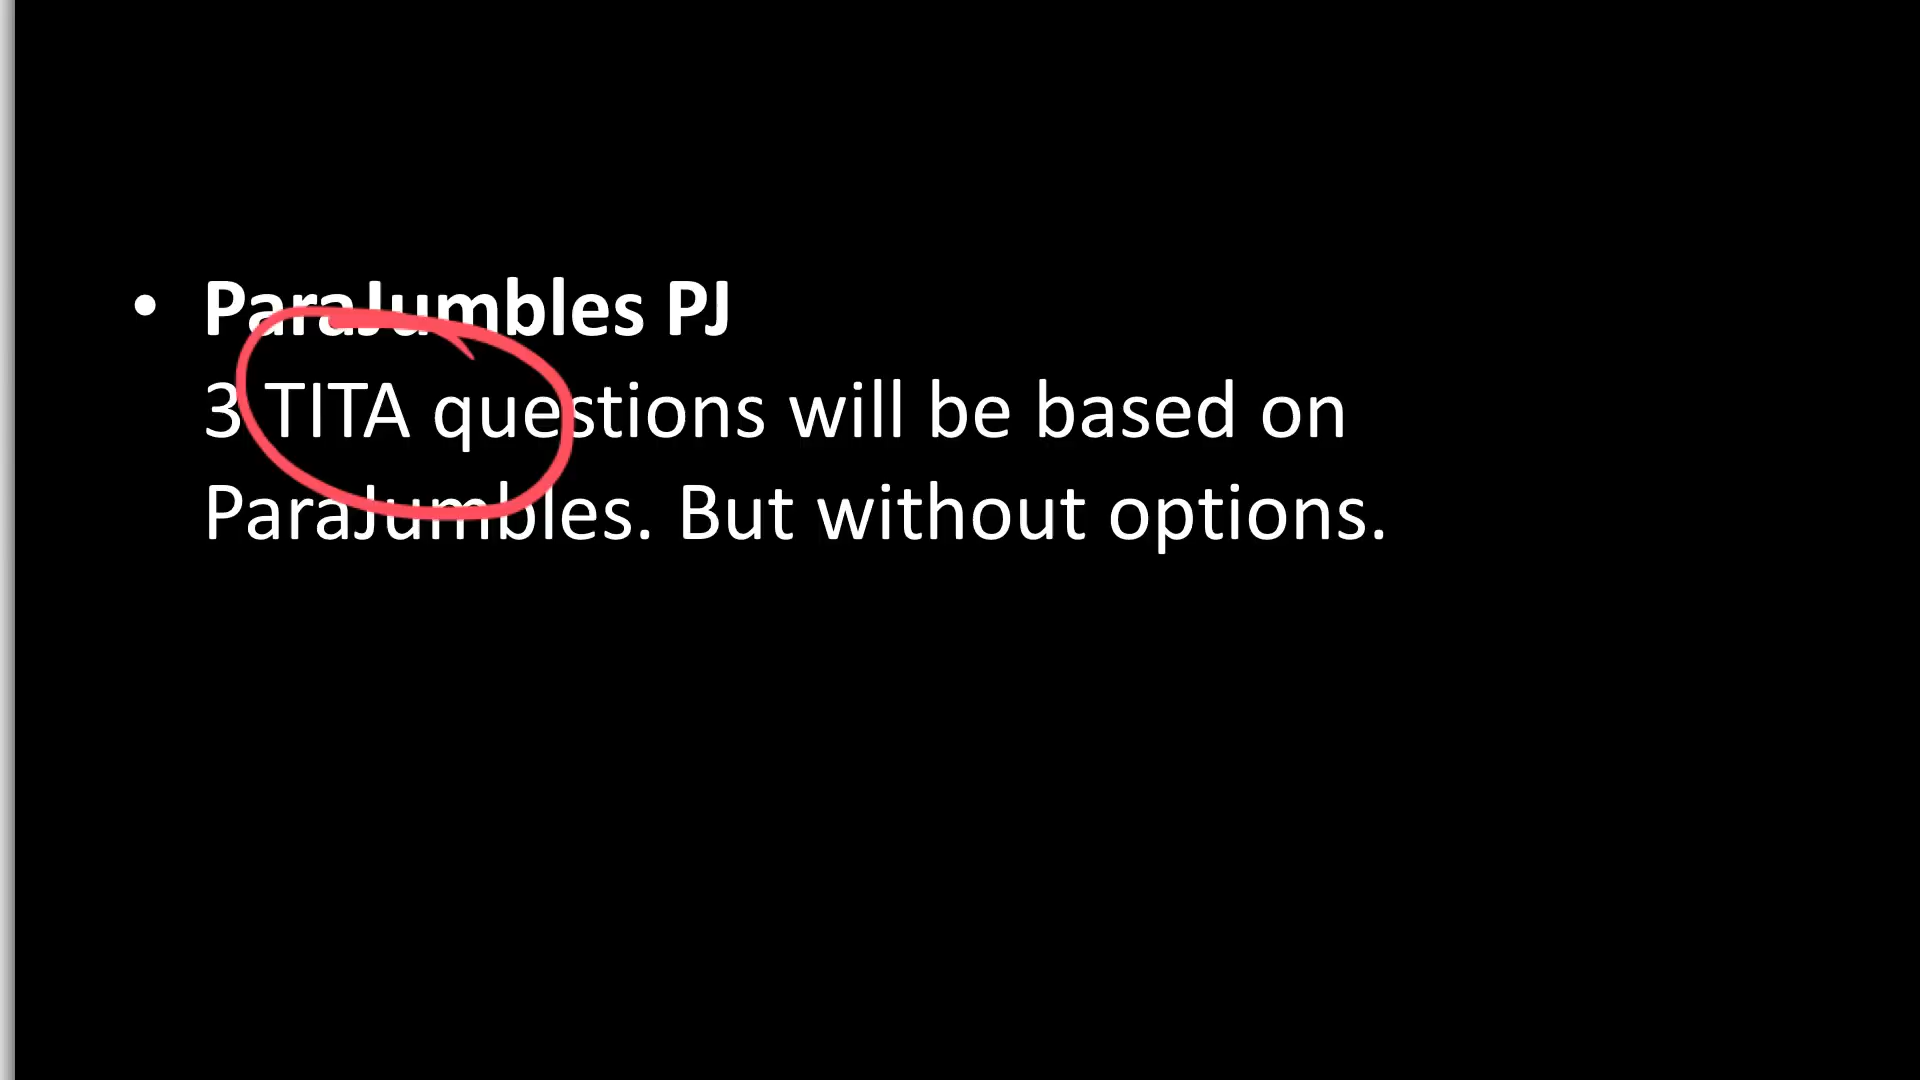 • ParaJumbles PJ
3 TITA questions will be based on
ParaJumbles. But without options.